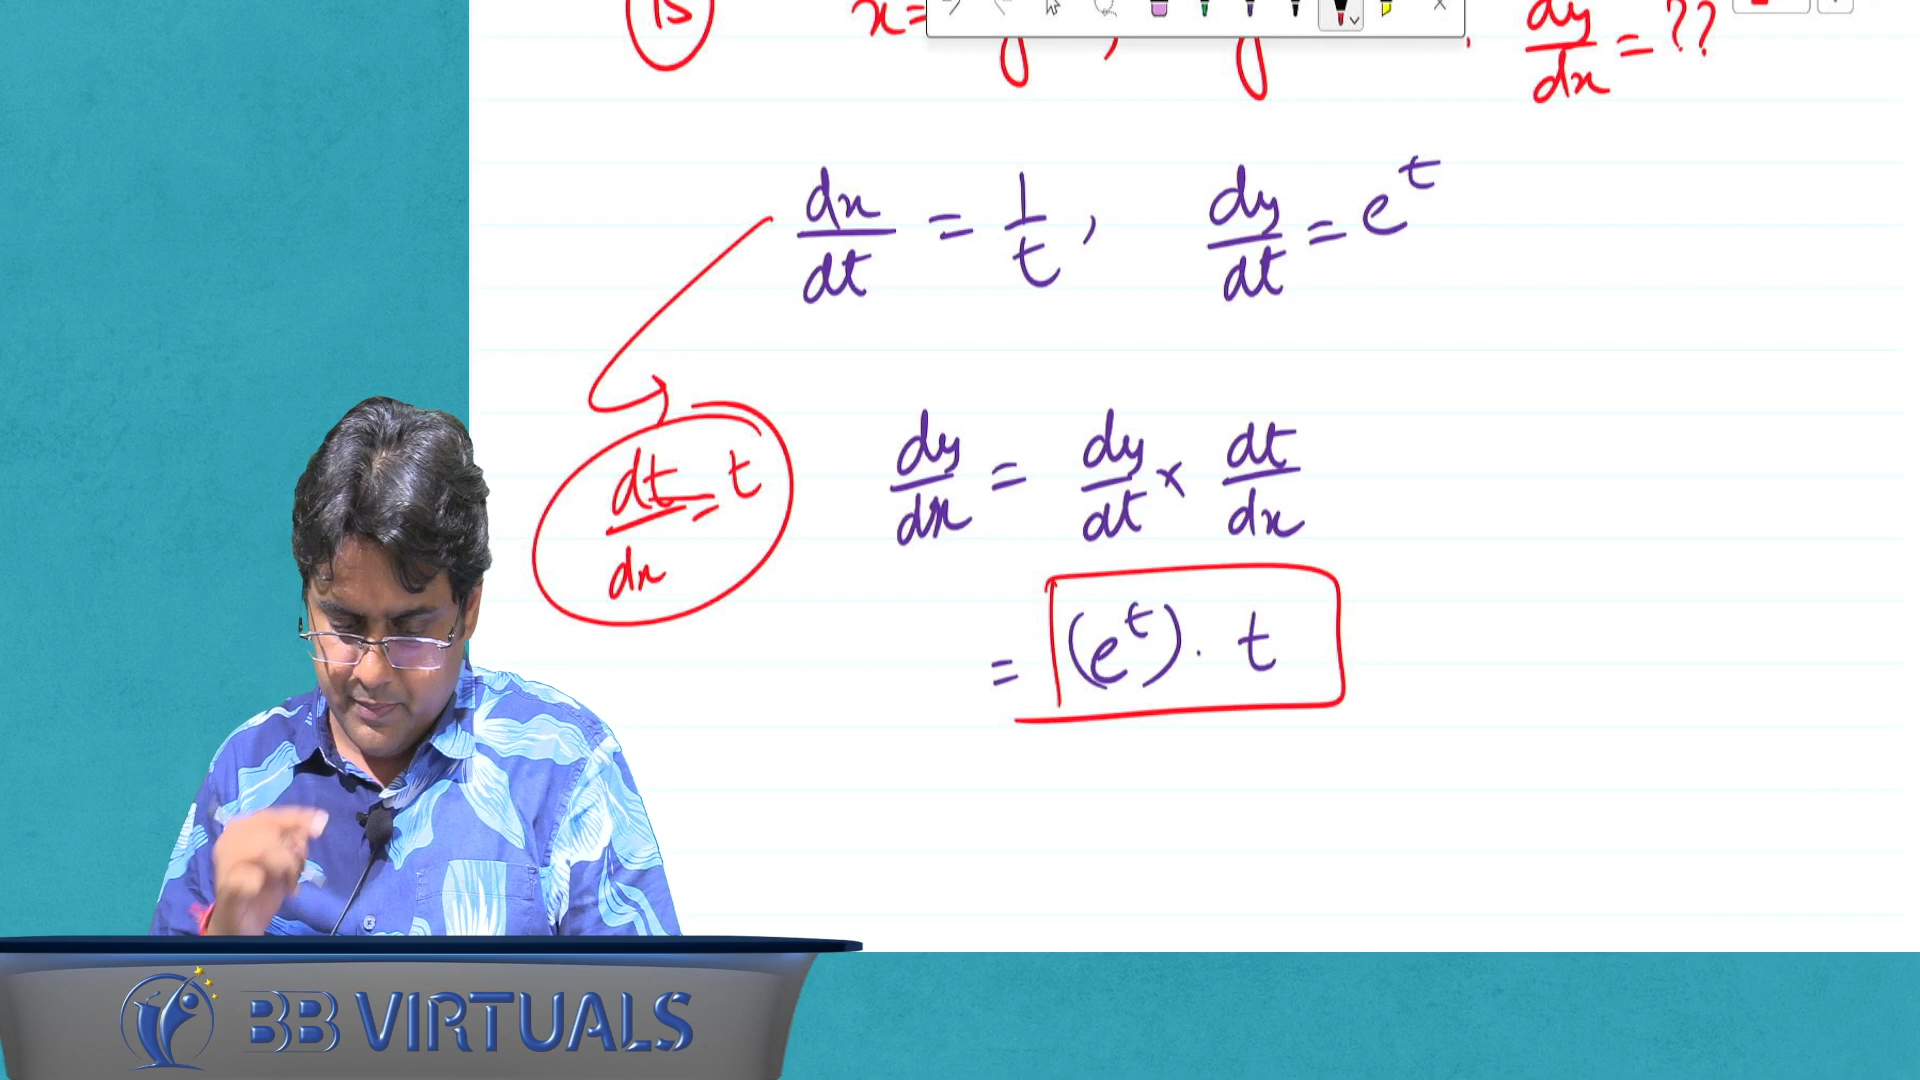 15 x= dy/dx = ??
dx/dt = 1/t, dy/dt = e^t
dt/dx = t
dy/dx = dy/dt × dt/dx
= (e^t) . t
BB VIRTUALS